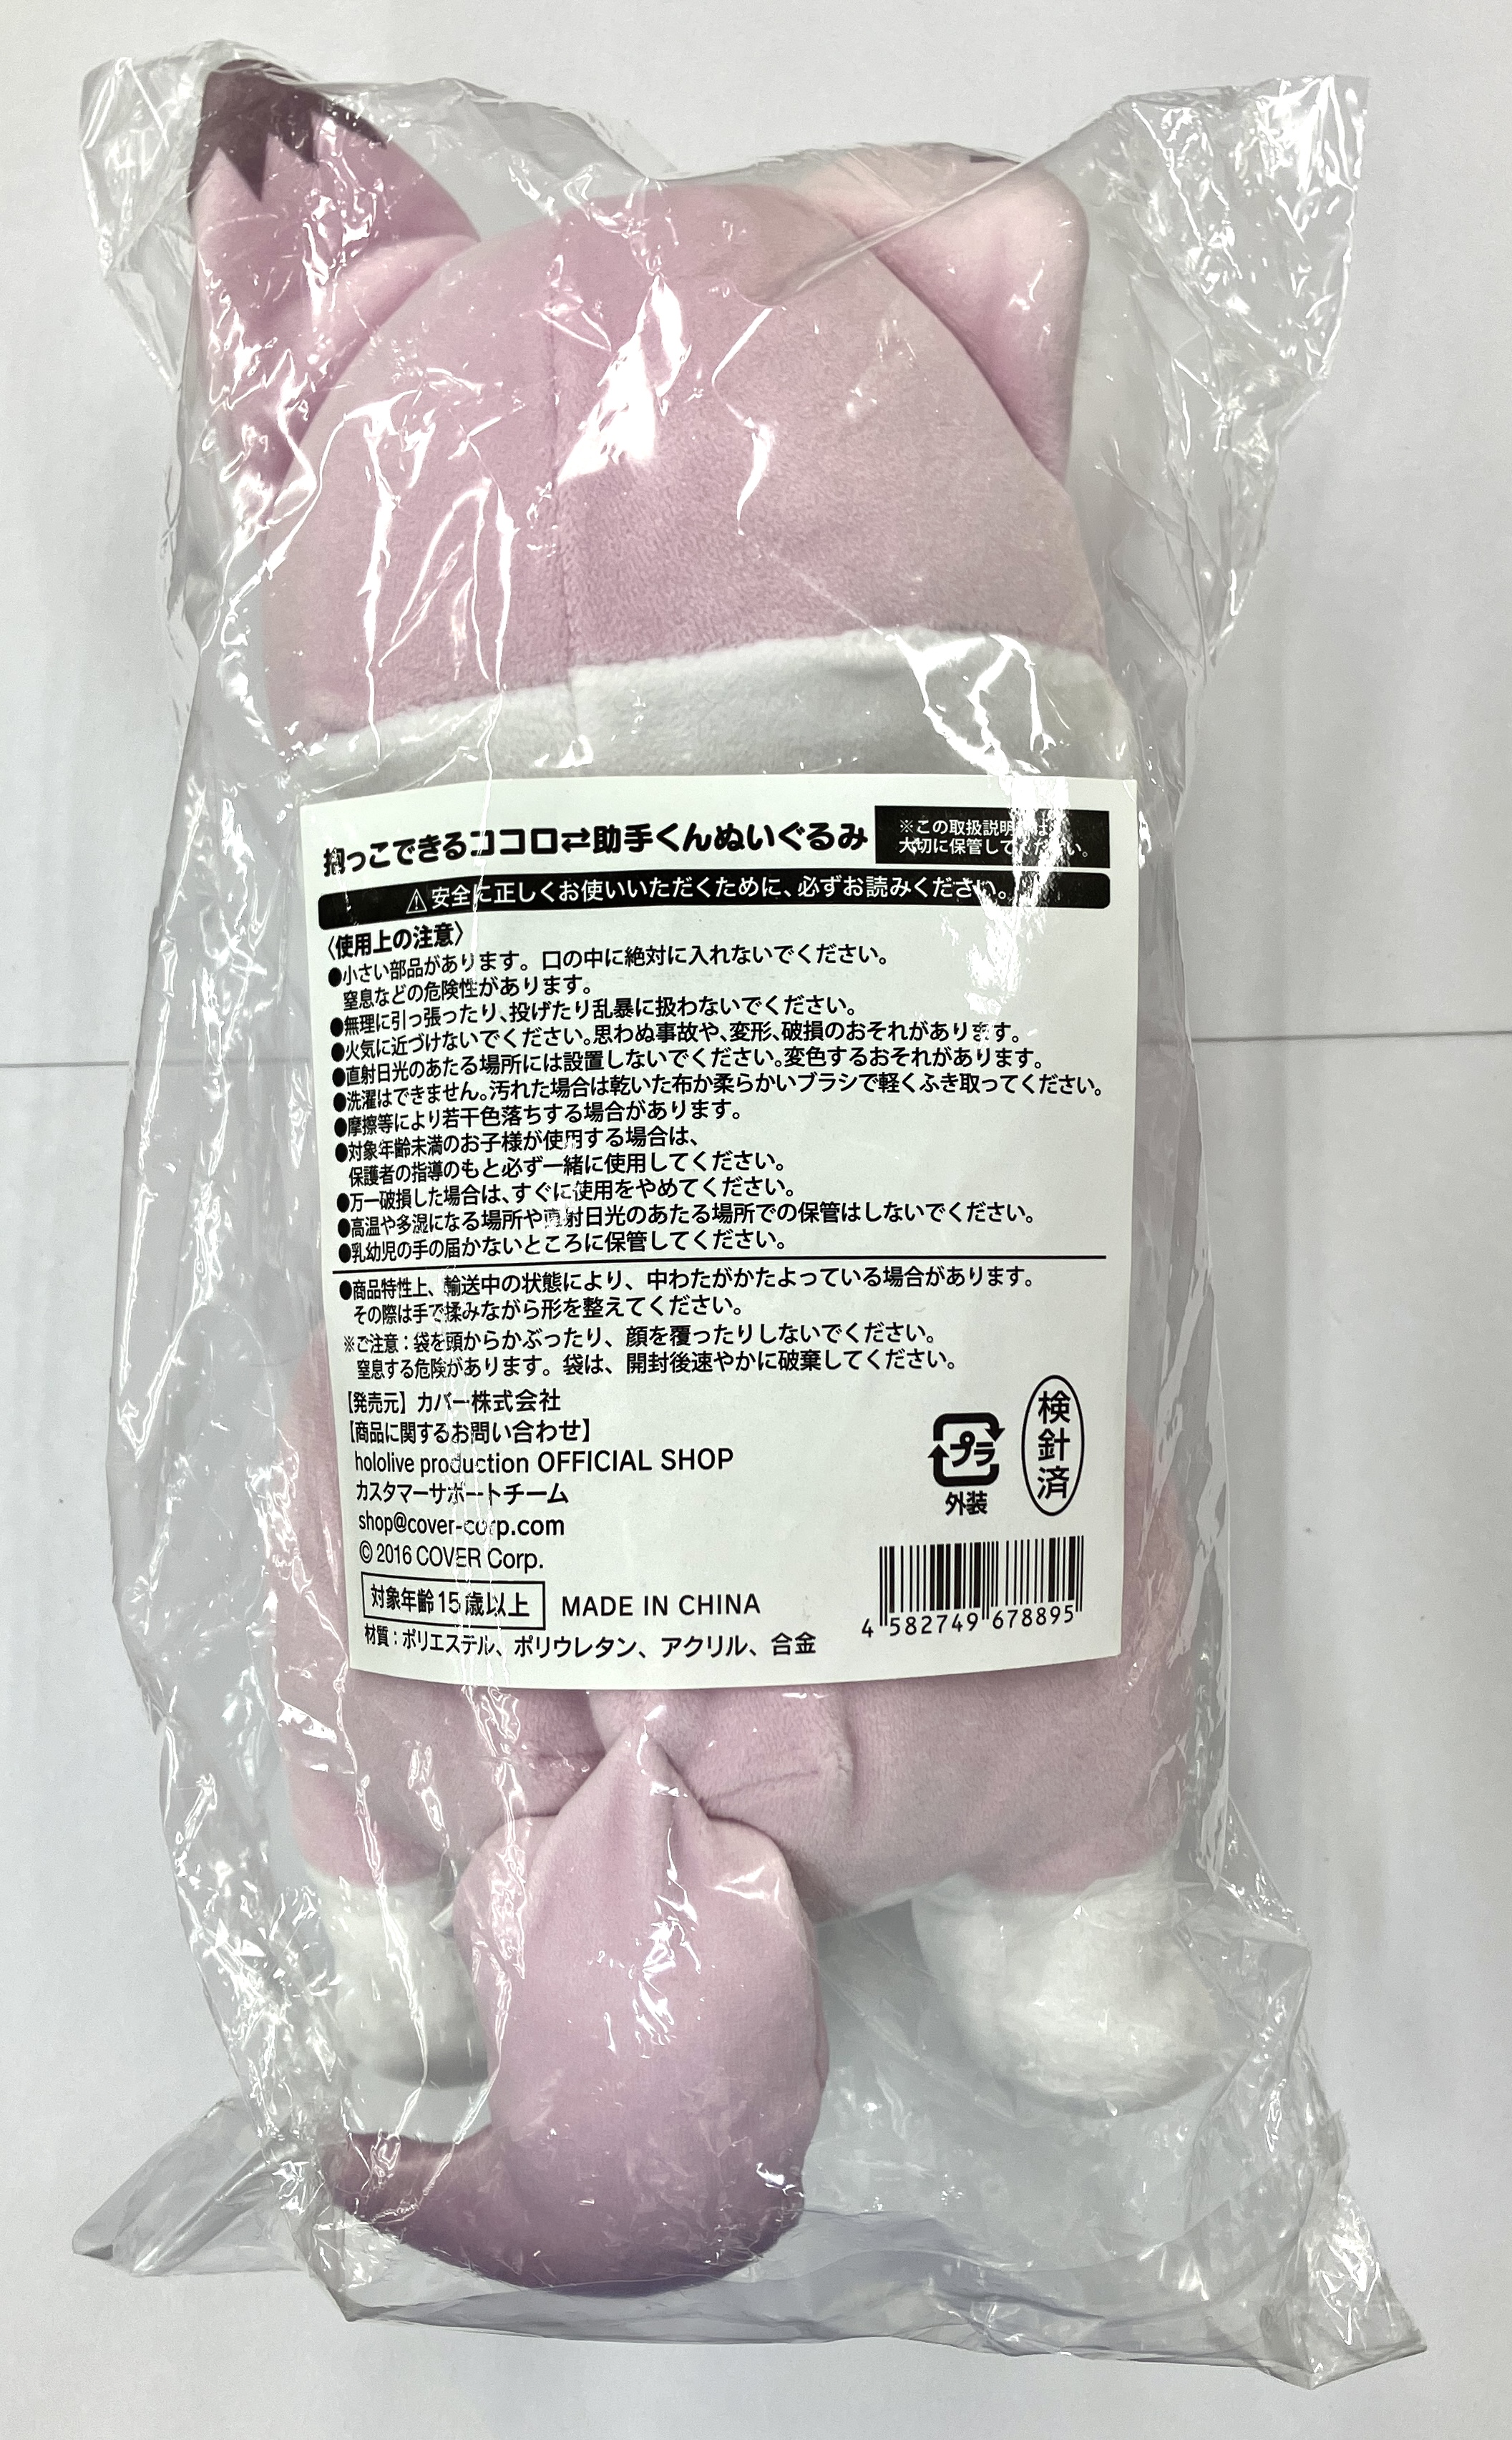 抱っこできるココロ⇄助手くんぬいぐるみ
※この取扱説明書は、
大切に保管してください。
⚠安全に正しくお使いいただくために、必ずお読みください。
〈使用上の注意〉
●小さい部品があります。口の中に絶対に入れないでください。
窒息などの危険性があります。
●無理に引っ張ったり、投げたり乱暴に扱わないでください。
●火気に近づけないでください。思わぬ事故や、変形、破損のおそれがあります。
●直射日光のあたる場所には設置しないでください。変色するおそれがあります。
●洗濯はできません。汚れた場合は乾いた布か柔らかいブラシで軽くふき取ってください。
●摩擦等により若干色落ちする場合があります。
●対象年齢未満のお子様が使用する場合は、
保護者の指導のもと必ず一緒に使用してください。
●万一破損した場合は、すぐに使用をやめてください。
●高温や多湿になる場所や直射日光のあたる場所での保管はしないでください。
●乳幼児の手の届かないところに保管してください。
●商品特性上、輸送中の状態により、中わたがかたよっている場合があります。
その際は手で揉みながら形を整えてください。
※ご注意：袋を頭からかぶったり、顔を覆ったりしないでください。
窒息する危険があります。袋は、開封後速やかに破棄してください。
【発売元】カバー株式会社
【商品に関するお問い合わせ】
hololive production OFFICIAL SHOP
カスタマーサポートチーム
shop@cover-corp.com
© 2016 COVER Corp.
対象年齢15歳以上 MADE IN CHINA
材質：ポリエステル、ポリウレタン、アクリル、合金
プラ
外装
検針済
4 582749 678895